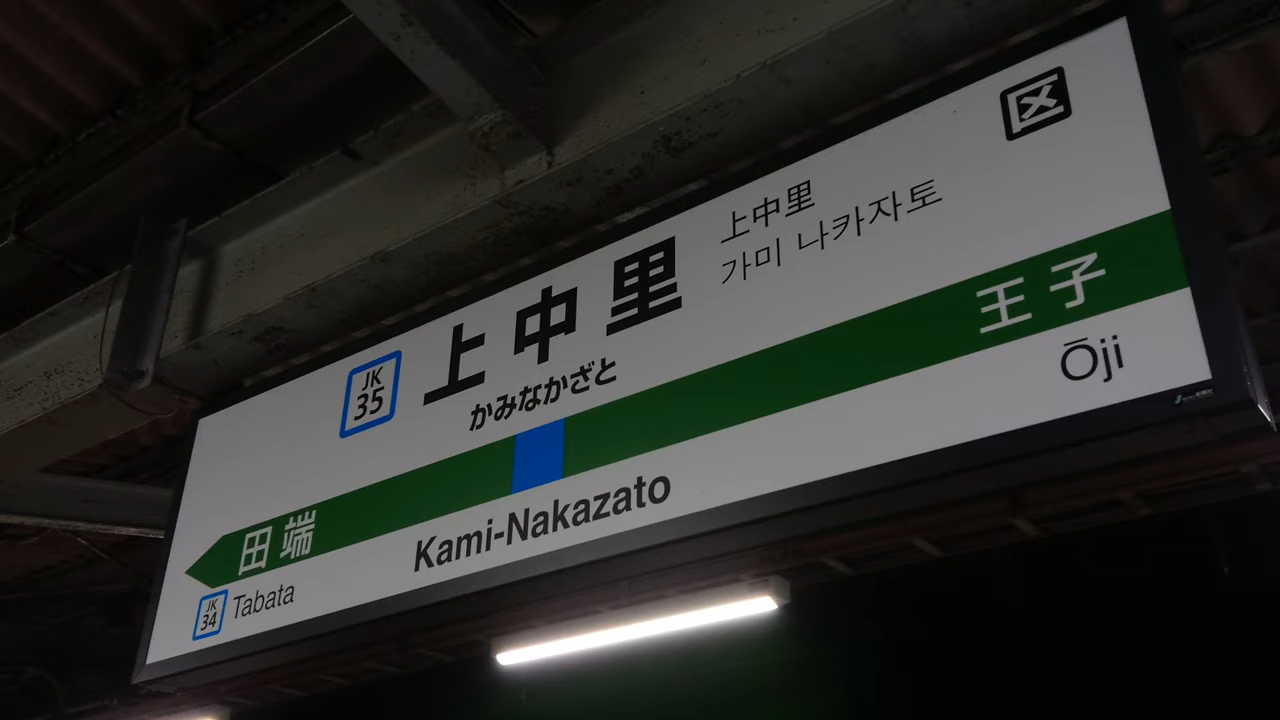 区
上中里
가미 나카자토
JK
35
上中里
かみなかざと
王子
Ōji
田端
Kami-Nakazato
JK
34
Tabata